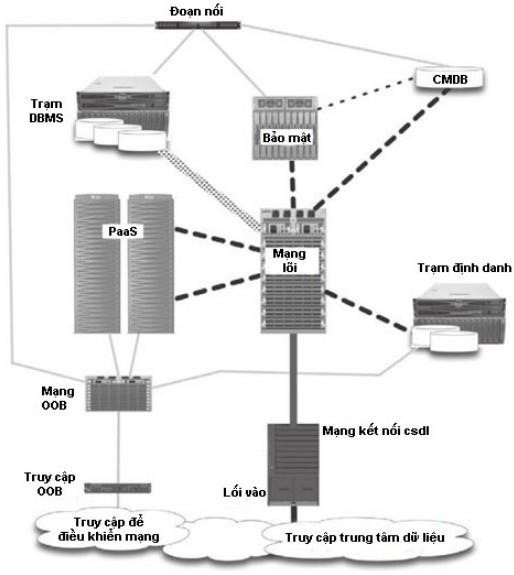 Đoạn nối
CMDB
Trạm
DBMS
Bảo mật
PaaS
Mạng
lõi
Trạm định danh
Mạng
OOB
Mạng kết nối csdl
Truy cập
OOB
Lối vào
Truy cập để
điều khiển mạng
Truy cập trung tâm dữ liệu